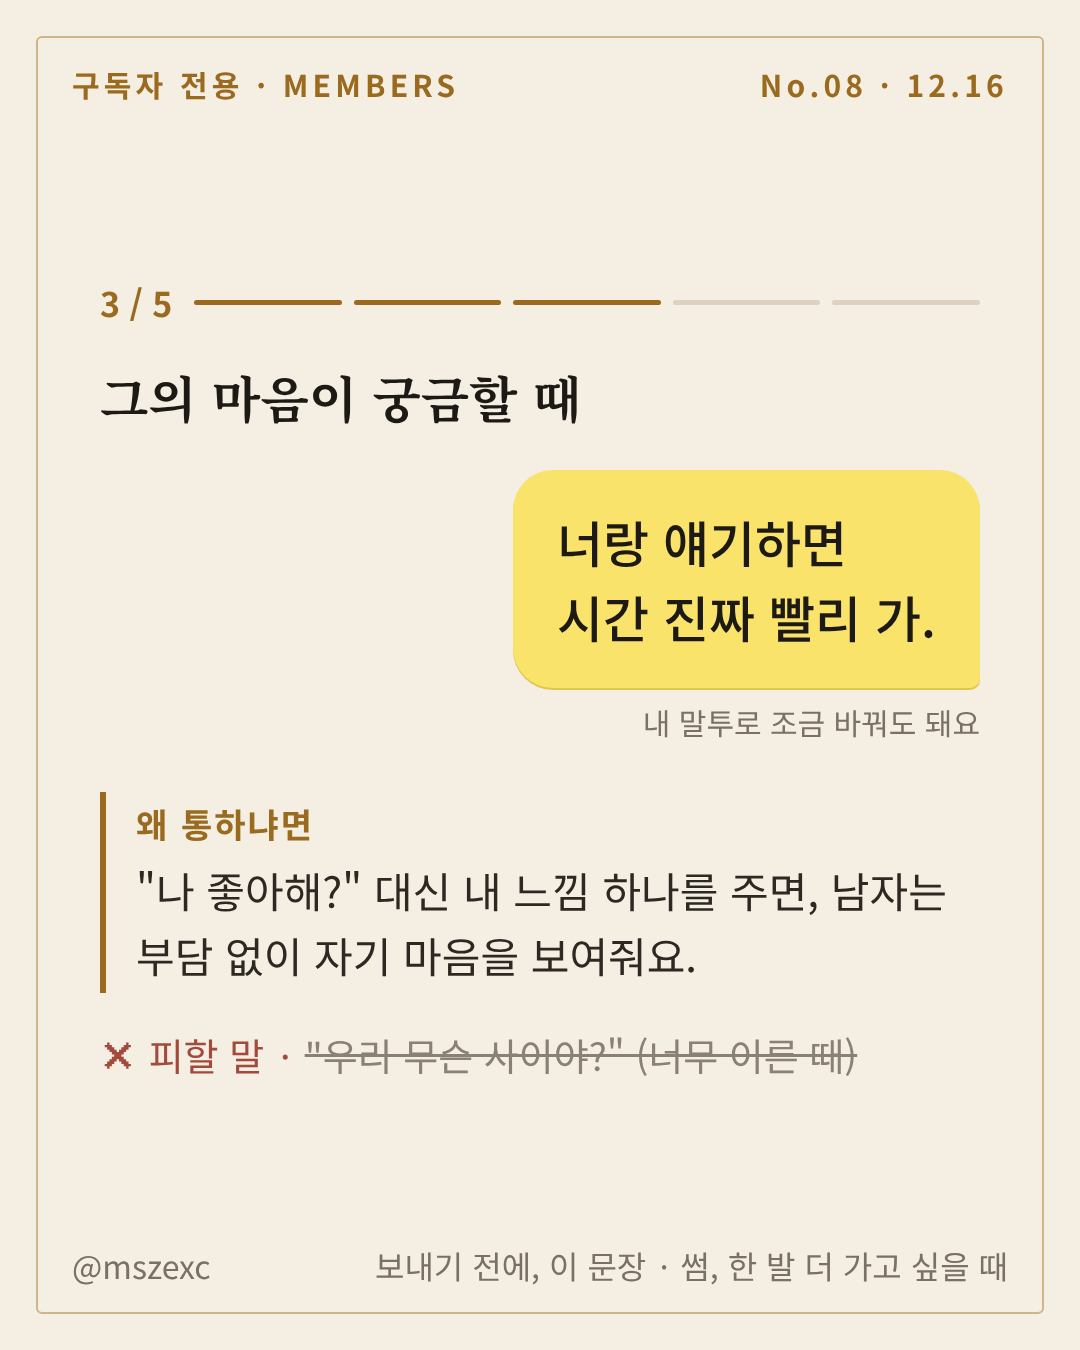 구독자 전용 · MEMBERS
No.08 · 12.16
3 / 5
그의 마음이 궁금할 때
너랑 얘기하면
시간 진짜 빨리 가.
내 말투로 조금 바꿔도 돼요
왜 통하냐면
"나 좋아해?" 대신 내 느낌 하나를 주면, 남자는
부담 없이 자기 마음을 보여줘요.
✕ 피할 말 · "우리 무슨 사이야?" (너무 이른 때)
@mszexc
보내기 전에, 이 문장 · 썸, 한 발 더 가고 싶을 때